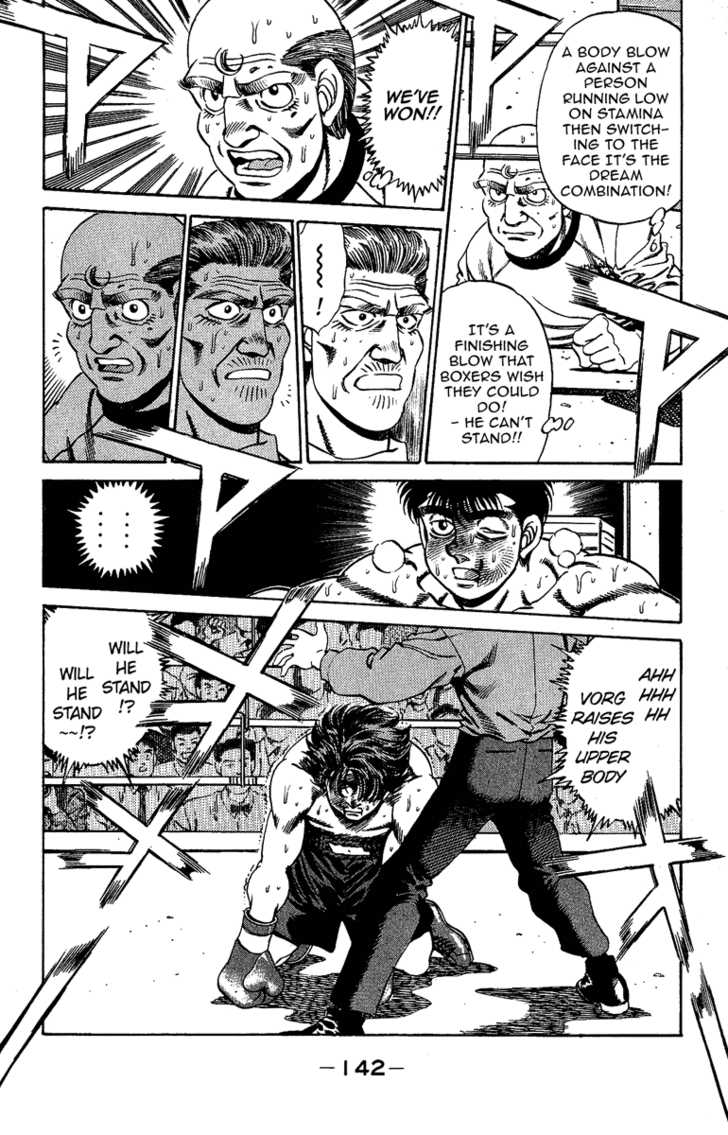 A BODY BLOW
AGAINST A
PERSON
RUNNING LOW
ON STAMINA
THEN SWITCH-
ING TO THE
FACE IT'S THE
DREAM
COMBINATION!
WE'VE
WON!!
IT'S A
FINISHING
BLOW THAT
BOXERS WISH
THEY COULD
DO!
- HE CAN'T
STAND!!
!
AHH
HHH
HH
VORG
RAISES
HIS
UPPER
BODY
WILL
HE
STAND
!?
WILL
HE
STAND
~~!?
-142-